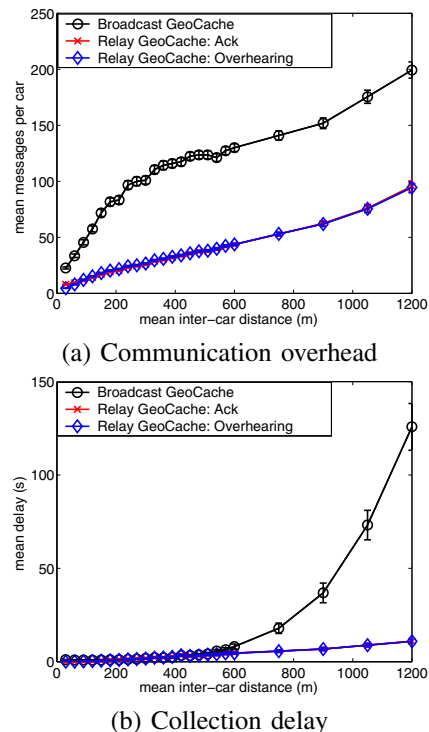 250
200
150
100
50
0
mean messages per car
Broadcast GeoCache
Relay GeoCache: Ack
Relay GeoCache: Overhearing
0 200 400 600 800 1000 1200
mean inter−car distance (m)
(a) Communication overhead
150
100
50
0
mean delay (s)
Broadcast GeoCache
Relay GeoCache: Ack
Relay GeoCache: Overhearing
0 200 400 600 800 1000 1200
mean inter−car distance (m)
(b) Collection delay